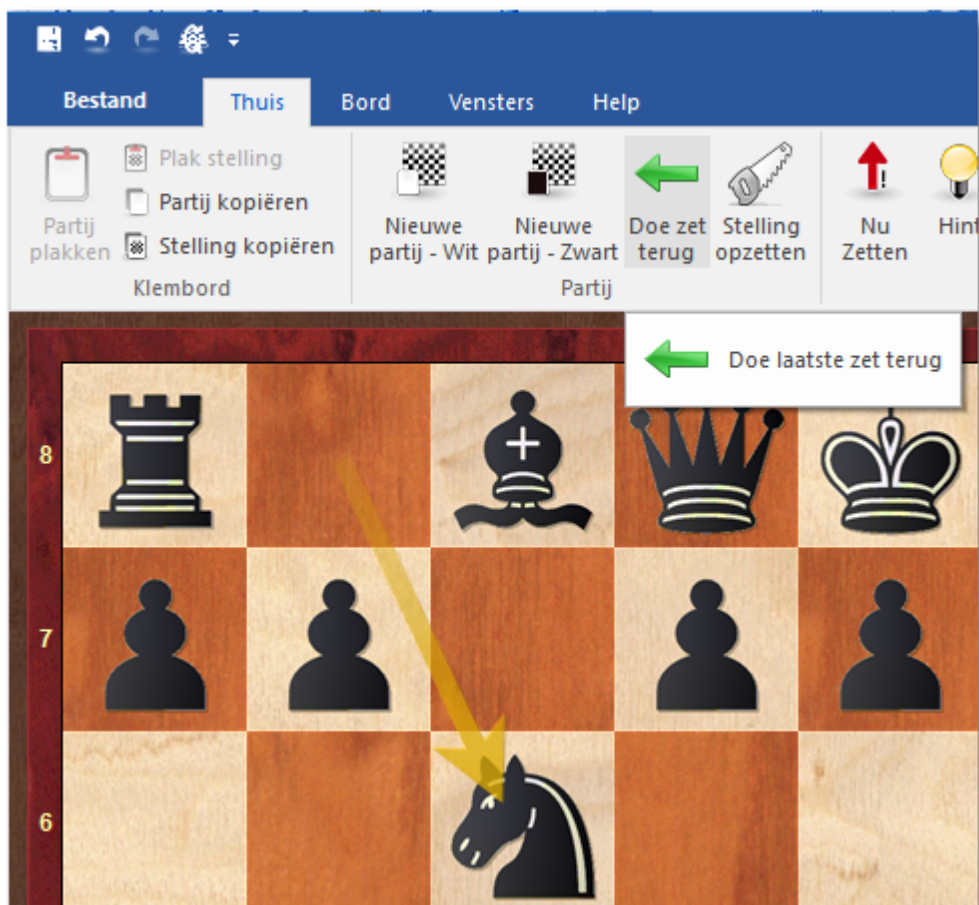 Bestand Thuis Bord Vensters Help
Partij plakken
Plak stelling
Partij kopiëren
Stelling kopiëren
Klembord
Nieuwe
partij - Wit
Nieuwe
partij - Zwart
Doe zet
terug
Stelling
opzetten
Partij
Nu
Zetten
Hint
Doe laatste zet terug
8
7
6